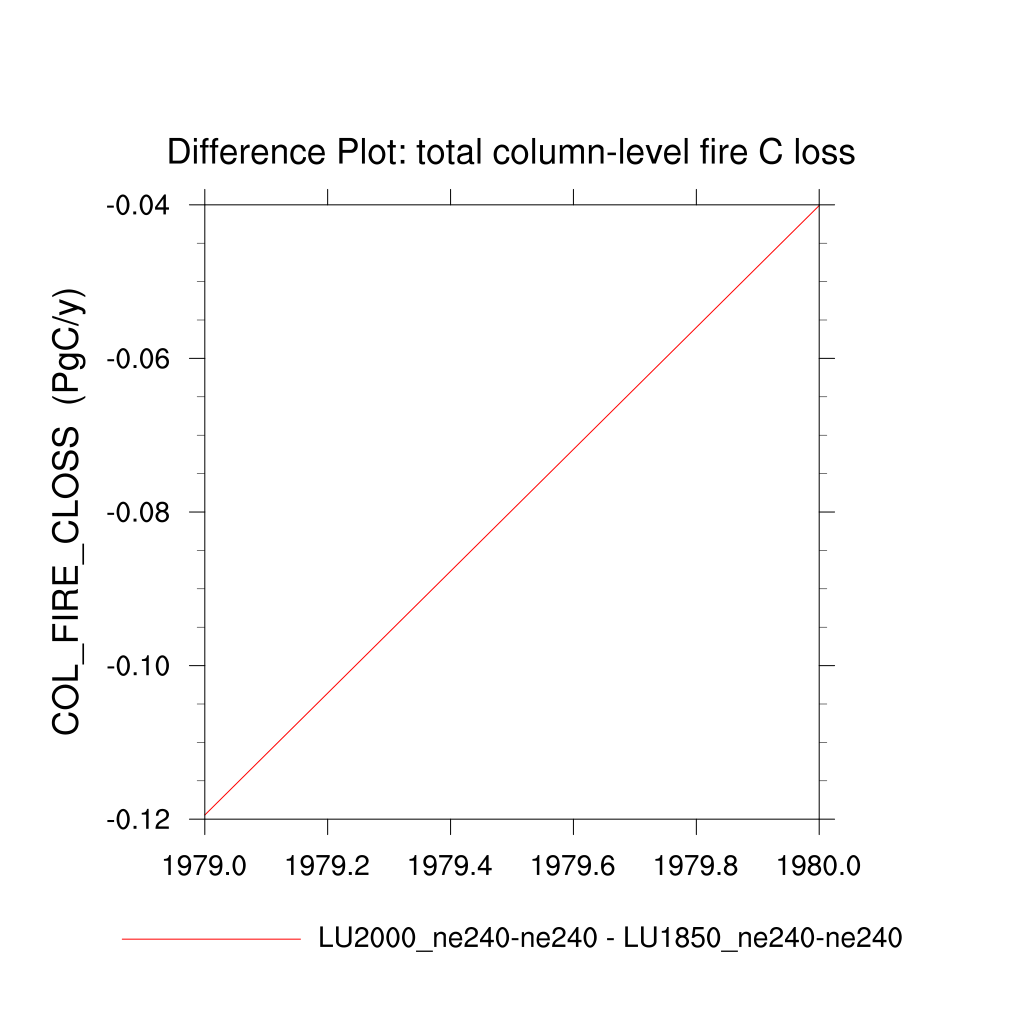 Difference Plot: total column-level fire C loss
COL_FIRE_CLOSS (PgC/y)
-0.04
-0.06
-0.08
-0.10
-0.12
1979.0 1979.2 1979.4 1979.6 1979.8 1980.0
LU2000_ne240-ne240 - LU1850_ne240-ne240